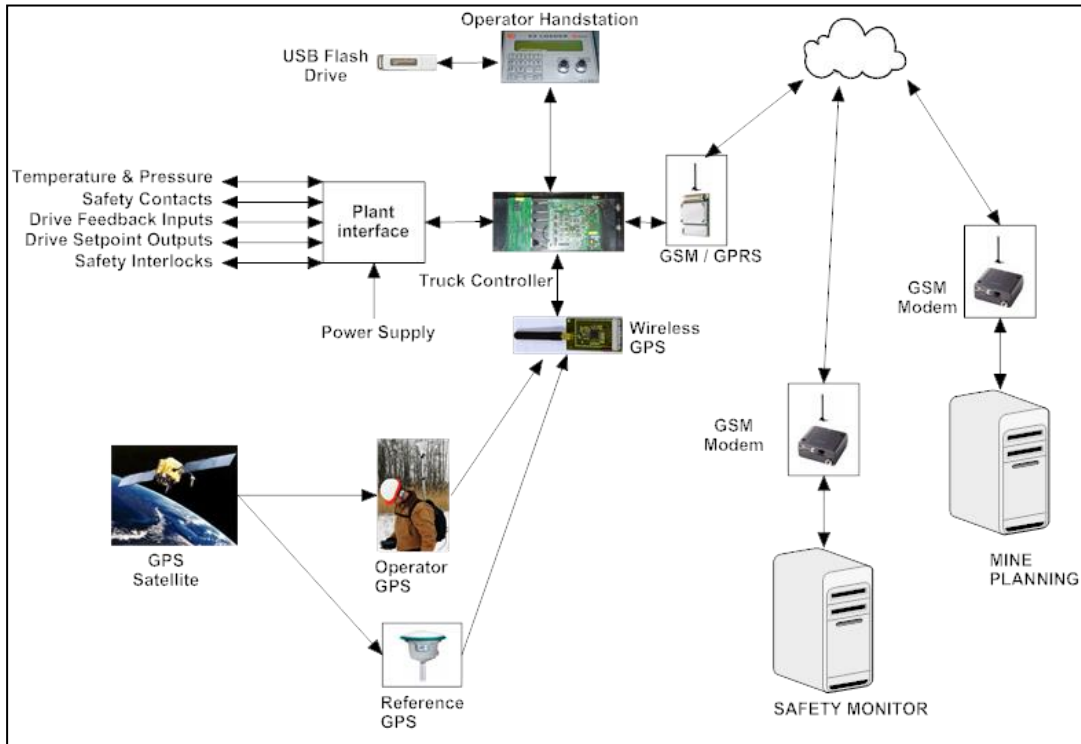 Operator Handstation
USB Flash
Drive
Temperature & Pressure
Safety Contacts
Drive Feedback Inputs
Drive Setpoint Outputs
Safety Interlocks
Plant
interface
Power Supply
Truck Controller
GSM / GPRS
Wireless
GPS
GPS
Satellite
Operator
GPS
Reference
GPS
GSM
Modem
SAFETY MONITOR
GSM
Modem
MINE
PLANNING